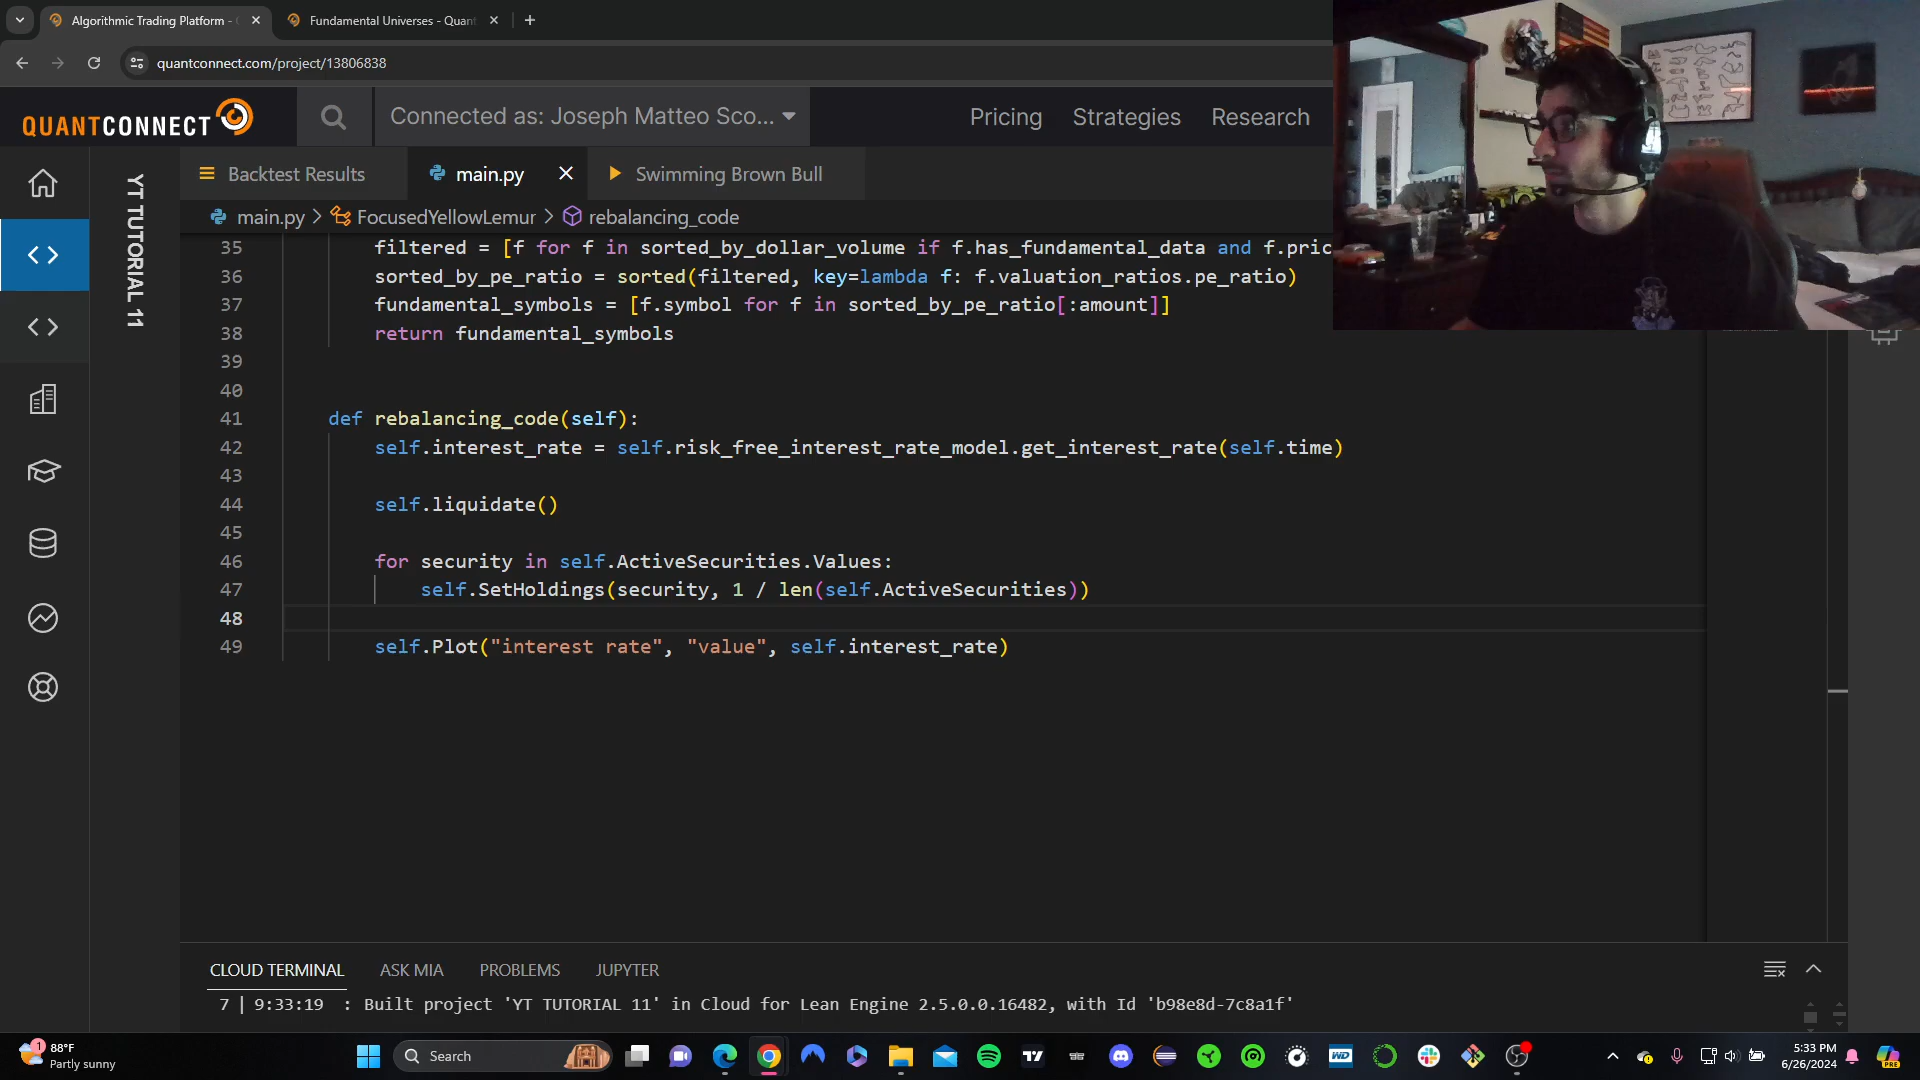 Algorithmic Trading Platform -
Fundamental Universes - Quant
quantconnect.com/project/13806838
QUANTCONNECT
Connected as: Joseph Matteo Sco...
Pricing
Strategies
Research
YT TUTORIAL 11
Backtest Results
main.py
Swimming Brown Bull
main.py > FocusedYellowLemur > rebalancing_code
35 filtered = [f for f in sorted_by_dollar_volume if f.has_fundamental_data and f.pric
36 sorted_by_pe_ratio = sorted(filtered, key=lambda f: f.valuation_ratios.pe_ratio)
37 fundamental_symbols = [f.symbol for f in sorted_by_pe_ratio[:amount]]
38 return fundamental_symbols
39
40
41 def rebalancing_code(self):
42 self.interest_rate = self.risk_free_interest_rate_model.get_interest_rate(self.time)
43
44 self.liquidate()
45
46 for security in self.ActiveSecurities.Values:
47 self.SetHoldings(security, 1 / len(self.ActiveSecurities))
48
49 self.Plot("interest rate", "value", self.interest_rate)
CLOUD TERMINAL
ASK MIA
PROBLEMS
JUPYTER
7 | 9:33:19 : Built project 'YT TUTORIAL 11' in Cloud for Lean Engine 2.5.0.0.16482, with Id 'b98e8d-7c8a1f'
1
88°F
Partly sunny
Search
WD
PRE
5:33 PM
6/26/2024